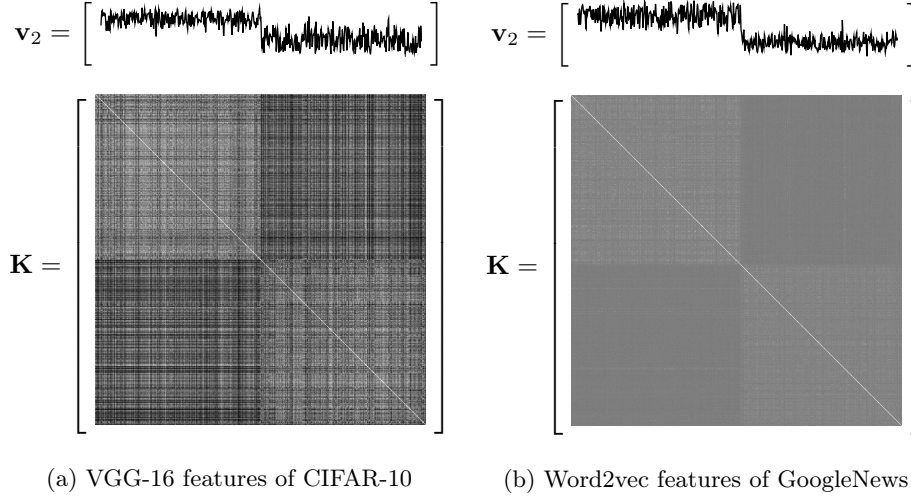 v₂ =
v₂ =
K =
K =
(a) VGG-16 features of CIFAR-10
(b) Word2vec features of GoogleNews